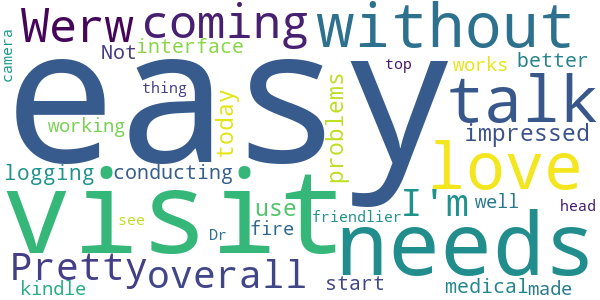 Werw coming without
camera Not interface
top works better
thing easy talk
working today problems impressed
logging conducting love
visit I'm well
use needs head
see Dr fire friendlier
Pretty overall start
kindle medical made